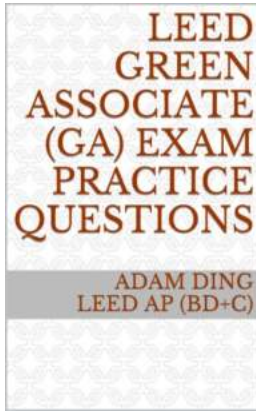 LEED
GREEN
ASSOCIATE
(GA) EXAM
PRACTICE
QUESTIONS
ADAM DING
LEED AP (BD+C)